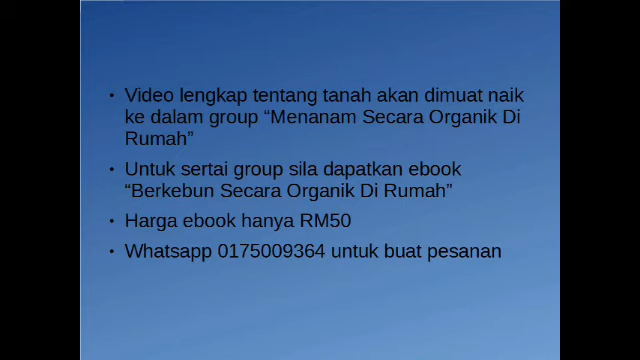 • Video lengkap tentang tanah akan dimuat naik
ke dalam group “Menanam Secara Organik Di
Rumah”
• Untuk sertai group sila dapatkan ebook
“Berkebun Secara Organik Di Rumah”
• Harga ebook hanya RM50
• Whatsapp 0175009364 untuk buat pesanan